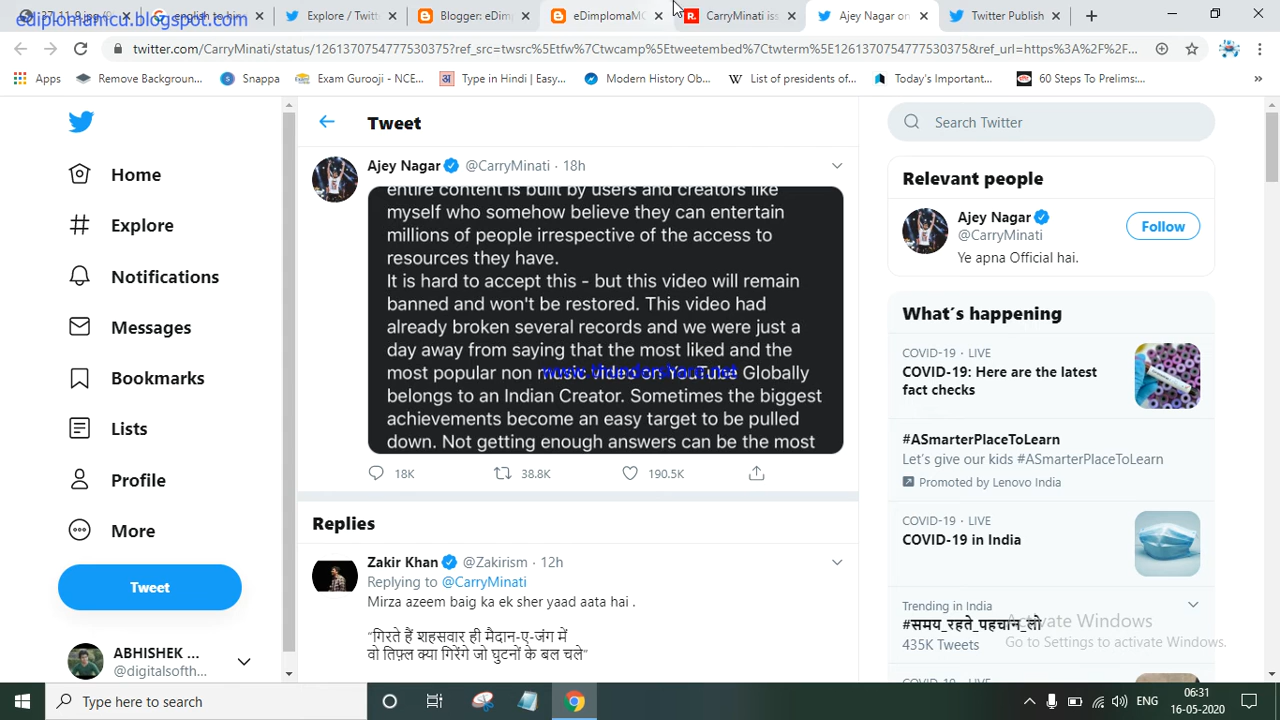 ediplomamcu.blogspot.com
11_9.jpg
english to hin
Explore / Twitt
Blogger: eDimp
eDimplomaMC
CarryMinati iss
Ajey Nagar on
Twitter Publish
twitter.com/CarryMinati/status/1261370754777530375?ref_src=twsrc%5Etfw%7Ctwcamp%5Etweetembed%7Ctwterm%5E1261370754777530375&ref_url=https%3A%2F%2F...
Apps
Remove Backgroun...
Snappa
Exam Gurooji - NCE...
Type in Hindi | Easy...
Modern History Ob...
List of presidents of...
Today's Important...
60 Steps To Prelims:...
»
Home
Explore
Notifications
Messages
Bookmarks
Lists
Profile
More
Tweet
ABHISHEK ...
@digitalsofth...
Tweet
Ajey Nagar @CarryMinati · 18h
entire content is built by users and creators like
myself who somehow believe they can entertain
millions of people irrespective of the access to
resources they have.
It is hard to accept this - but this video will remain
banned and won't be restored. This video had
already broken several records and we were just a
day away from saying that the most liked and the
most popular non music video on YouTube Globally
www.thundershare.net
belongs to an Indian Creator. Sometimes the biggest
achievements become an easy target to be pulled
down. Not getting enough answers can be the most
18K 38.8K 190.5K
Replies
Zakir Khan @Zakirism · 12h
Replying to @CarryMinati
Mirza azeem baig ka ek sher yaad aata hai .
“गिरते हैं शाहसवार ही मैदान-ए-जंग में
वो तिफ़्ल क्या गिरेंगे जो घुटनों के बल चले”
Search Twitter
Relevant people
Ajey Nagar
@CarryMinati
Follow
Ye apna Official hai.
What’s happening
COVID-19 · LIVE
COVID-19: Here are the latest
fact checks
#ASmarterPlaceToLearn
Let's give our kids #ASmarterPlaceToLearn
Promoted by Lenovo India
COVID-19 · LIVE
COVID-19 in India
Trending in India
#समय_रहते_पहचान_लो
435K Tweets
Activate Windows
Go to Settings to activate Windows.
Type here to search
ENG
06:31
16-05-2020